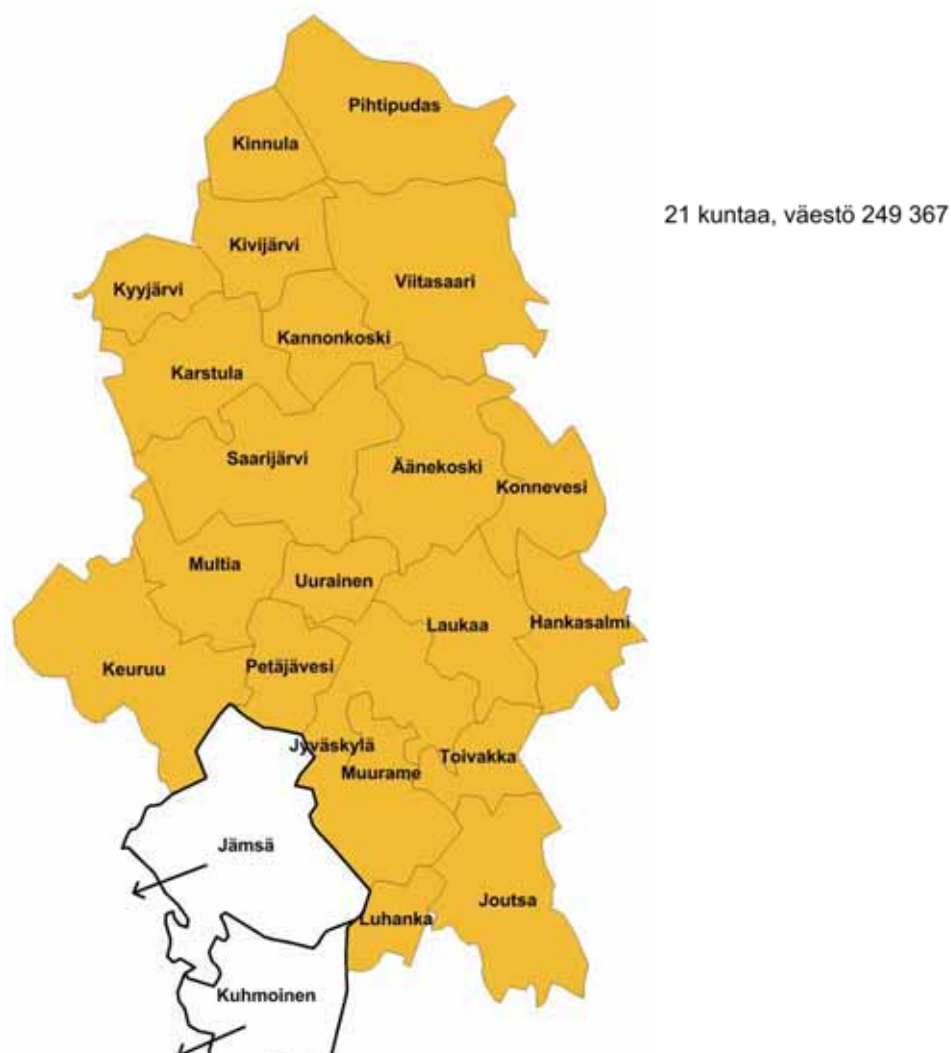 Pihtipudas
Kinnula
21 kuntaa, väestö 249 367
Kivijärvi
Viitasaari
Kyyjärvi
Kannonkoski
Karstula
Saarijärvi
Äänekoski
Konnevesi
Multia
Uurainen
Laukaa
Hankasalmi
Keuruu
Petäjävesi
Jyväskylä
Toivakka
Muurame
Jämsä
Joutsa
Luhanka
Kuhmoinen